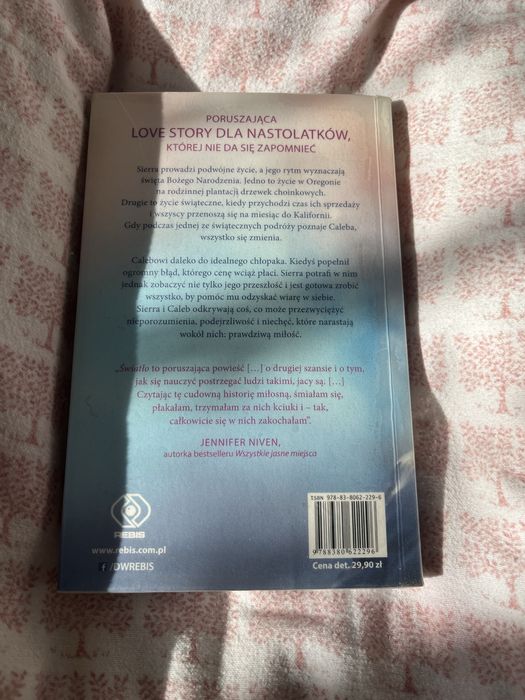 PORUSZAJĄCA
LOVE STORY DLA NASTOLATKÓW,
KTÓREJ NIE DA SIĘ ZAPOMNIEĆ
Sierra prowadzi podwójne życie, a jego rytm wyznaczają
święta Bożego Narodzenia. Jedno to życie w Oregonie
na rodzinnej plantacji drzewek choinkowych.
Drugie to życie świąteczne, kiedy przychodzi czas ich sprzedaży
i wszyscy przenoszą się na miesiąc do Kalifornii.
Gdy podczas jednej ze świątecznych podróży poznaje Caleba,
wszystko się zmienia.
Calebowi daleko do idealnego chłopaka. Kiedyś popełnił
ogromny błąd, którego cenę wciąż płaci. Sierra potrafi w nim
jednak zobaczyć nie tylko jego przeszłość i jest gotowa zrobić
wszystko, by pomóc mu odzyskać wiarę w siebie.
Sierra i Caleb odkrywają coś, co może przezwyciężyć
nieporozumienia, podejrzliwość i niechęć, które narastają
wokół nich: prawdziwą miłość.
„Światło to poruszająca powieść [...] o drugiej szansie i o tym,
jak się nauczyć postrzegać ludzi takimi, jacy są. [...]
Czytając tę cudowną historię miłosną, śmiałam się,
płakałam, trzymałam za nich kciuki i – tak,
całkowicie się w nich zakochałam”.
JENNIFER NIVEN,
autorka bestselleru Wszystkie jasne miejsca
REBIS
www.rebis.com.pl
f /DWREBIS
ISBN 978-83-8062-229-6
9788380622296
Cena det. 29,90 zł